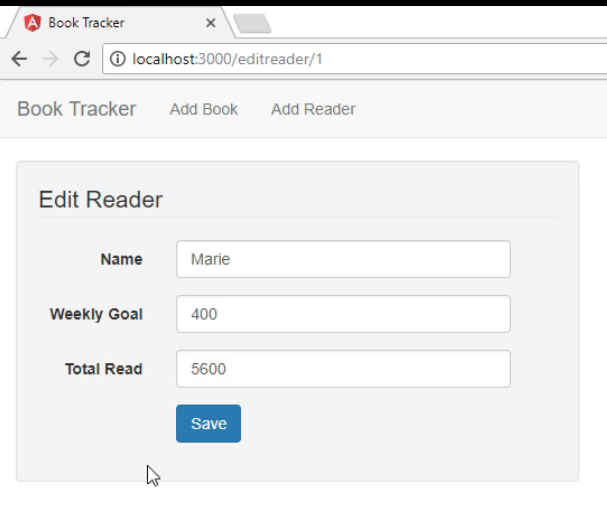 Book Tracker
localhost:3000/editreader/1
Book Tracker Add Book Add Reader
Edit Reader
Name Marie
Weekly Goal 400
Total Read 5600
Save